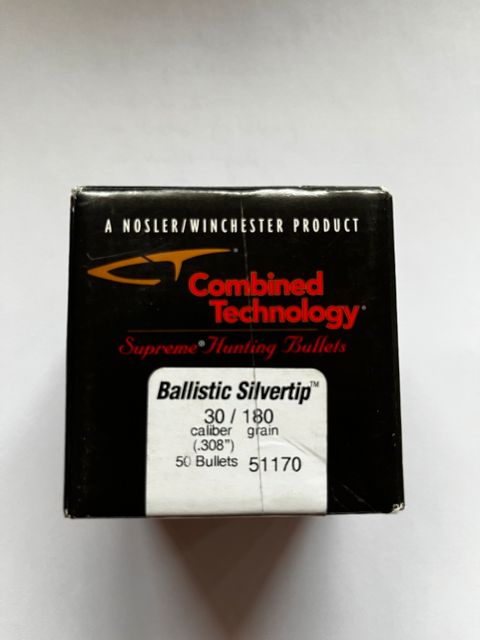 A NOSLER/WINCHESTER PRODUCT
CT®
Combined
Technology®
Supreme® Hunting Bullets
Ballistic Silvertip™
30 / 180
caliber grain
(.308")
50 Bullets 51170